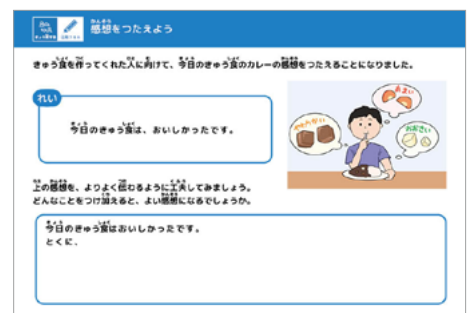 感想をつたえよう
きゅう食を作ってくれた人に向けて、今日のきゅう食のカレーの感想をつたえることになりました。
れい
今日のきゅう食は、おいしかったです。
あまい
やわらかい
おおきい
上の感想を、よりよく伝わるように工夫してみましょう。
どんなことをつけ加えると、よい感想になるでしょうか。
今日のきゅう食はおいしかったです。
とくに、